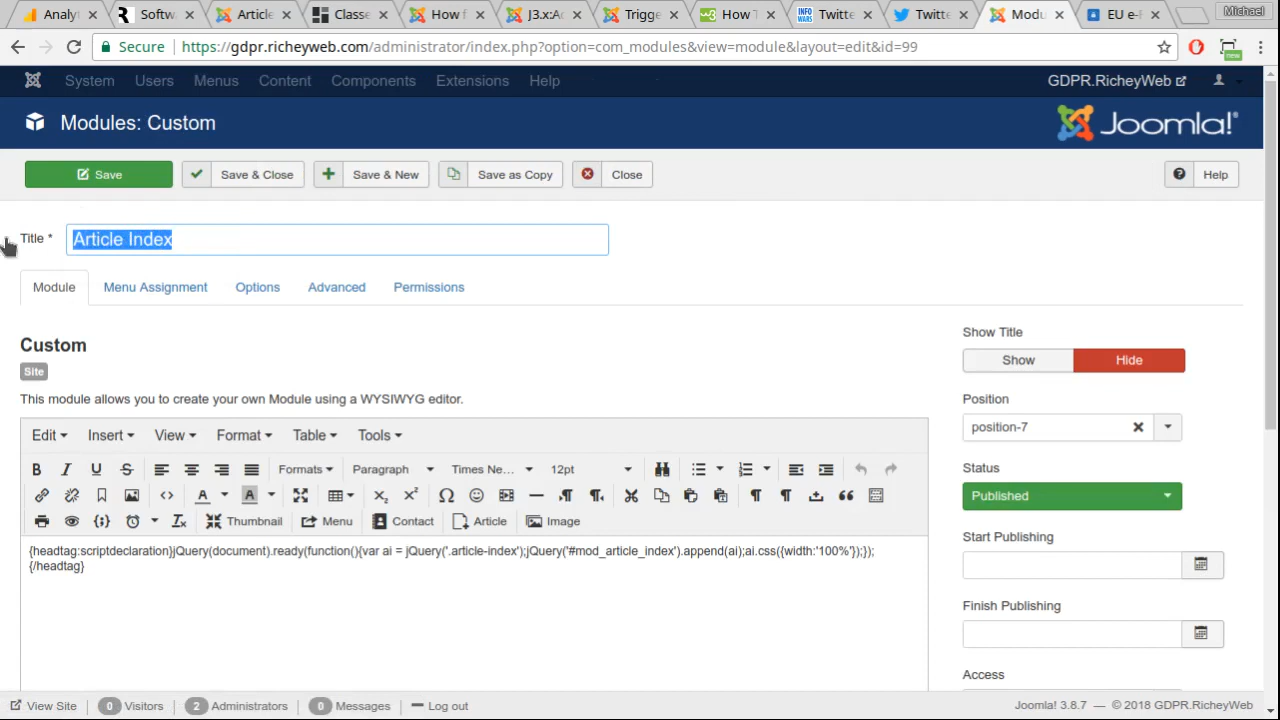 Analyt
Softw
Article
Classe
How f
J3.x:Ac
Trigge
How T
INFO WARS
Twitte
Twitte
Modu
EU e-
Michael
Secure
https://gdpr.richeyweb.com/administrator/index.php?option=com_modules&view=module&layout=edit&id=99
new
System Users Menus Content Components Extensions Help
GDPR.RicheyWeb
Modules: Custom
Joomla!®
Save
Save & Close
Save & New
Save as Copy
Close
Help
Title *
Article Index
Module
Menu Assignment
Options
Advanced
Permissions
Custom
Site
This module allows you to create your own Module using a WYSIWYG editor.
Edit
Insert
View
Format
Table
Tools
Formats
Paragraph
Times Ne...
12pt
Thumbnail
Menu
Contact
Article
Image
{headtag:scriptdeclaration}jQuery(document).ready(function(){var ai = jQuery('.article-index');jQuery('#mod_article_index').append(ai);ai.css({width:'100%'});});
{/headtag}
Show Title
Show
Hide
Position
position-7
Status
Published
Start Publishing
Finish Publishing
Access
View Site
0 Visitors
2 Administrators
0 Messages
Log out
Joomla! 3.8.7 — © 2018 GDPR.RicheyWeb